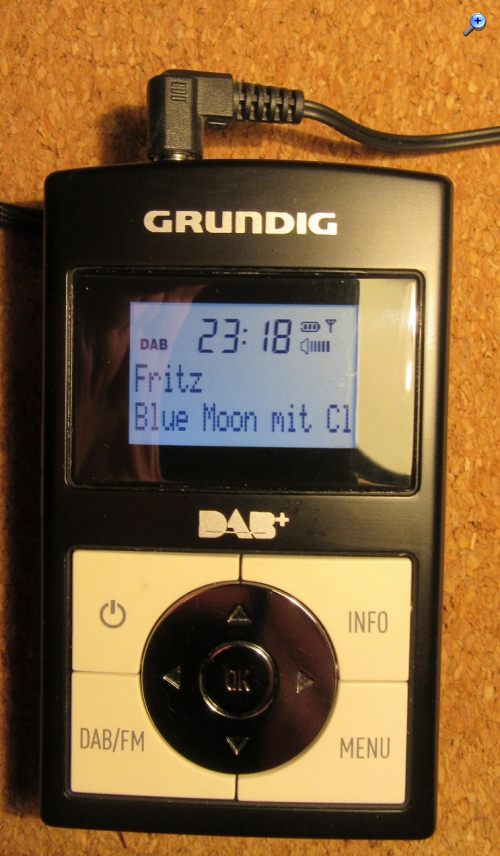 GRUNDIG
DAB 23:18
Fritz
Blue Moon mit Cl
DAB+
INFO
OK
DAB/FM
MENU